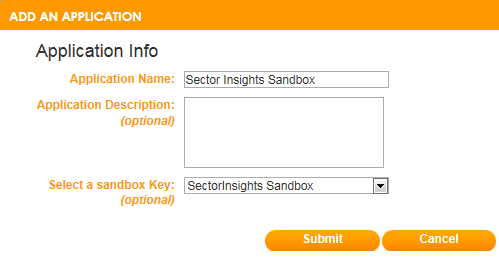 ADD AN APPLICATION
Application Info
Application Name: Sector Insights Sandbox
Application Description:
(optional)
Select a sandbox Key: SectorInsights Sandbox
(optional)
Submit Cancel